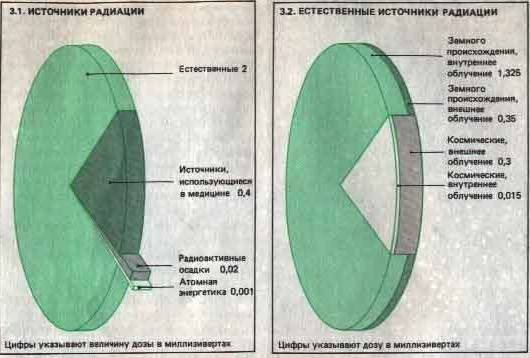 3.1. ИСТОЧНИКИ РАДИАЦИИ
Естественные 2
Источники,
использующиеся
в медицине 0,4
Радиоактивные
осадки 0,02
Атомная
энергетика 0,001
Цифры указывают величину дозы в миллизивертах
3.2. ЕСТЕСТВЕННЫЕ ИСТОЧНИКИ РАДИАЦИИ
Земного
происхождения,
внутреннее
облучение 1,325
Земного
происхождения,
внешнее
облучение 0,35
Космические,
внешнее
облучение 0,3
Космические,
внутреннее
облучение 0,015
Цифры указывают дозу в миллизивертах